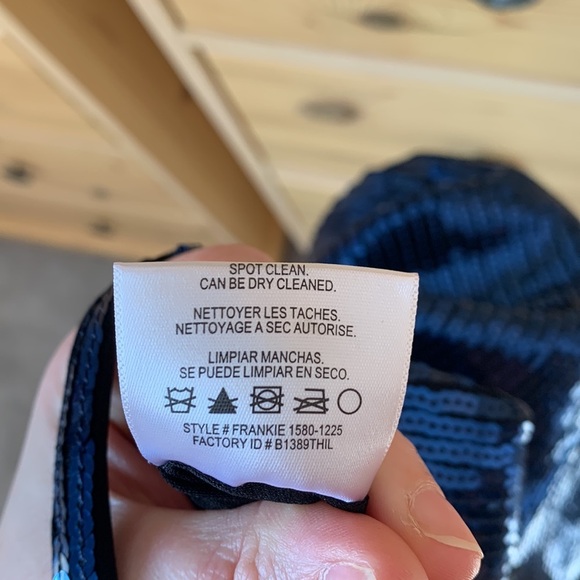 SPOT CLEAN.
CAN BE DRY CLEANED.
NETTOYER LES TACHES.
NETTOYAGE A SEC AUTORISE.
LIMPIAR MANCHAS.
SE PUEDE LIMPIAR EN SECO.
STYLE # FRANKIE 1580-1225
FACTORY ID # B1389THIL